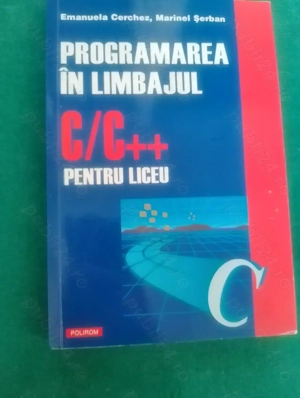 Emanuela Cerchez, Marinel Şerban
PROGRAMAREA
ÎN LIMBAJUL
C/C++
PENTRU LICEU
C
POLIROM